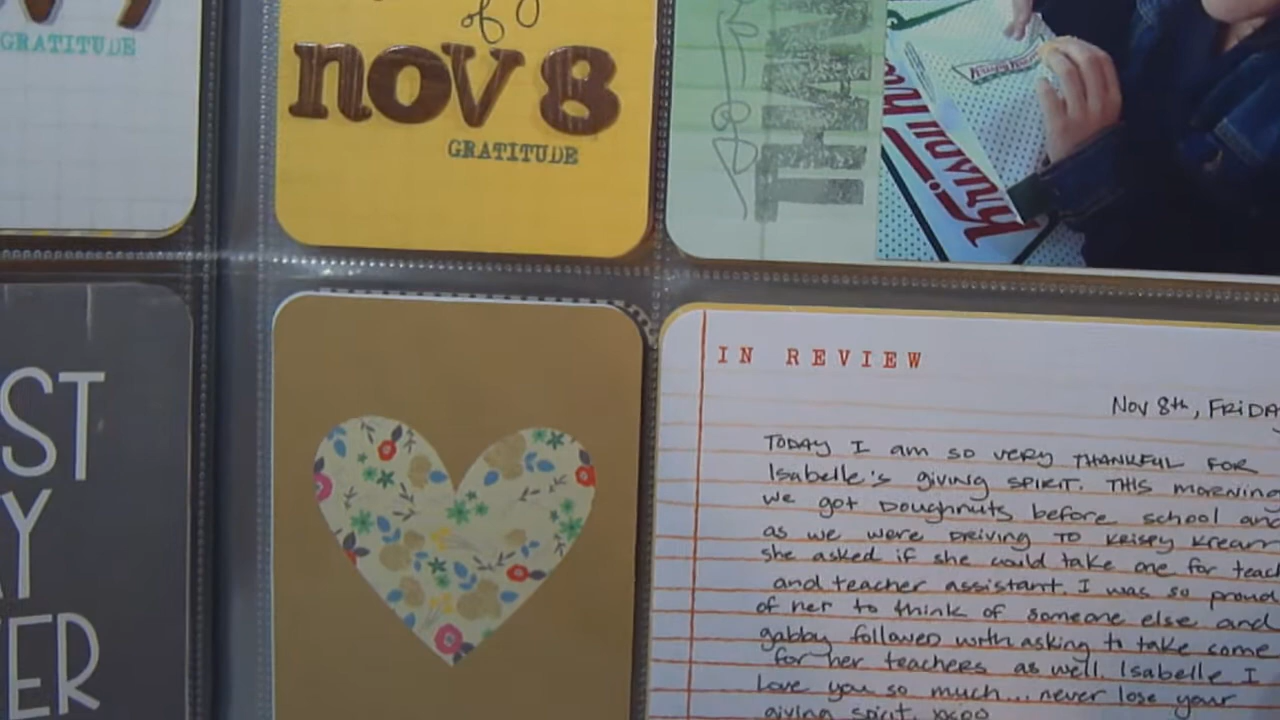 GRATITUDE
of
nov 8
GRATITUDE
Krispy Kreme
IN REVIEW
Nov 8th, FRIDAY
TODAY I am so very THANKFUL FOR
Isabelle's giving SPIRIT. THIS morning
we got Doughnuts before school and
as we were Driving TO Krispy Kream
she asked if she could take one for teach
and teacher assistant. I was so proud
of her to think of someone else and
gabby followed with asking to take some
for her teachers as well. Isabelle I
Love you so much... never lose your
giving spirit. xoxo
ST
Y
ER